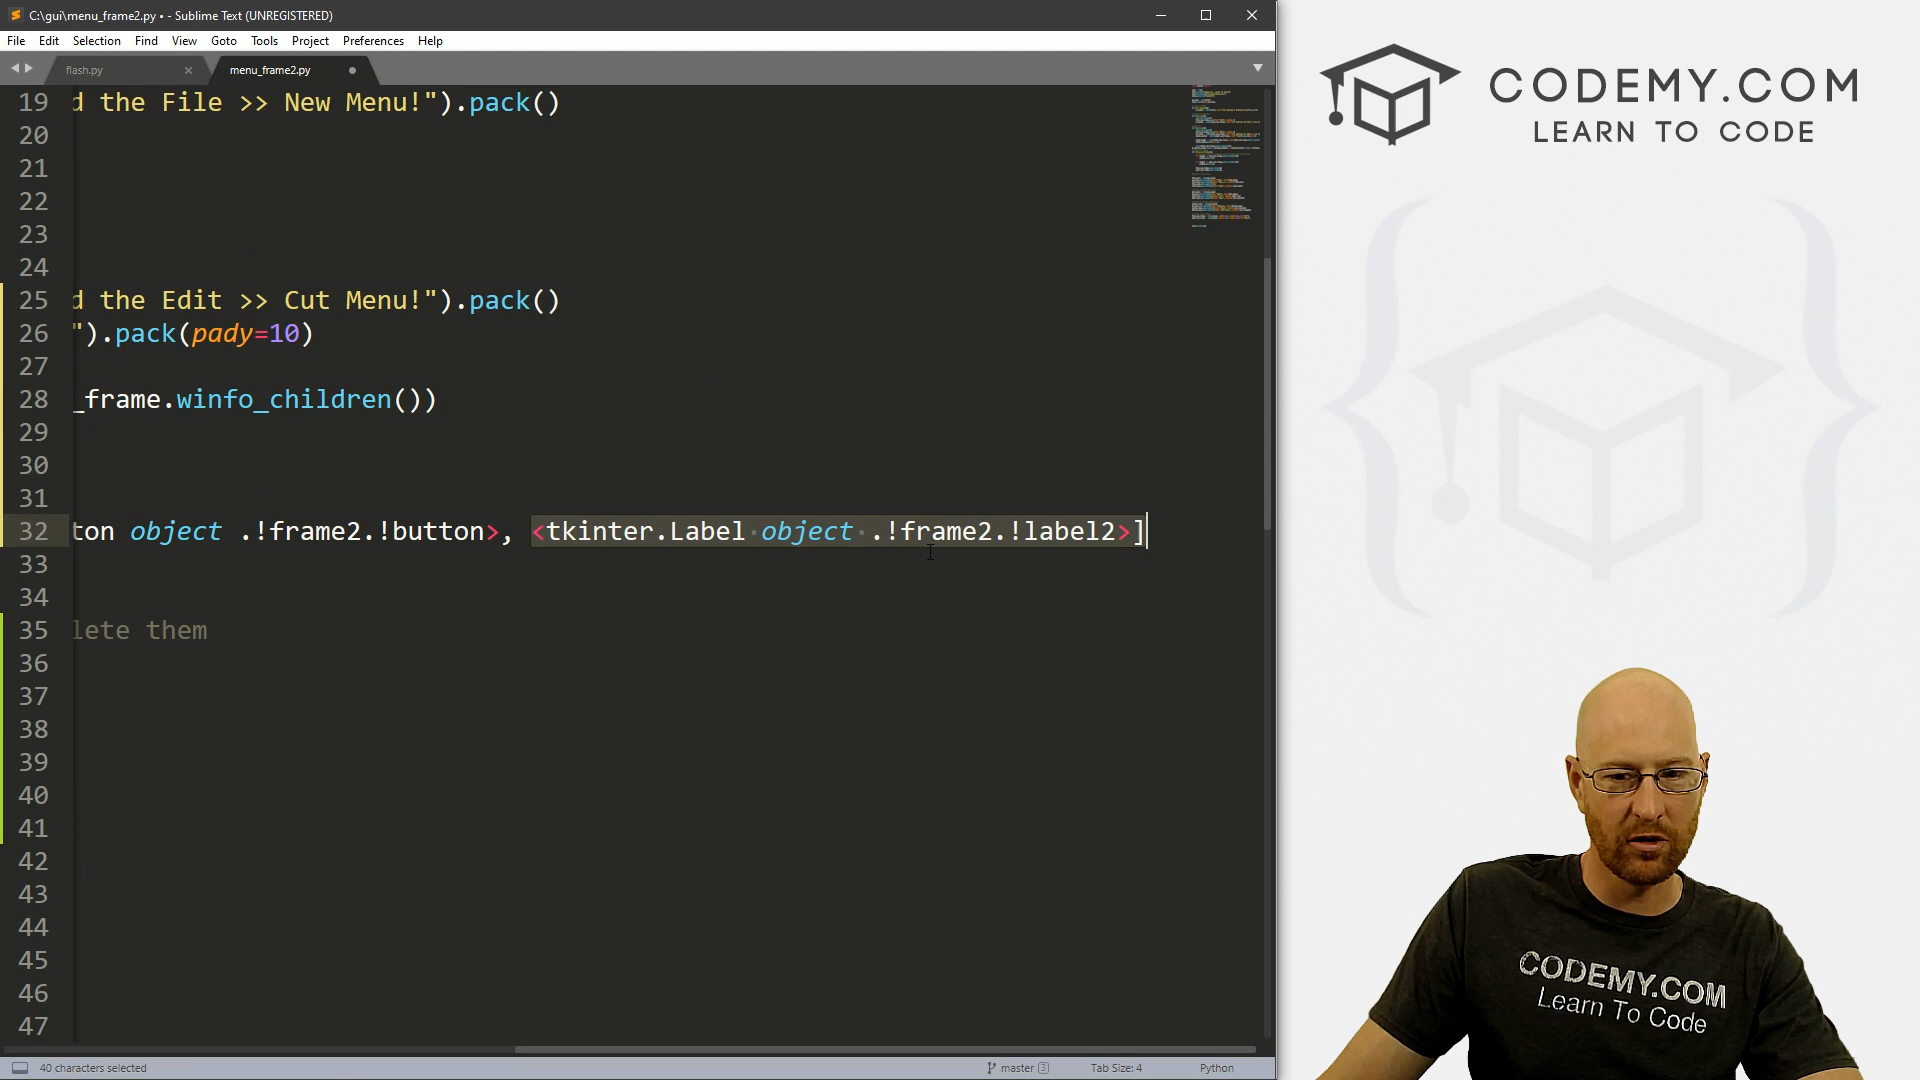 C:\gui\menu_frame2.py • - Sublime Text (UNREGISTERED)
File Edit Selection Find View Goto Tools Project Preferences Help
flash.py
menu_frame2.py
19 d the File >> New Menu!").pack()
20
21
22
23
24
25 d the Edit >> Cut Menu!").pack()
26 ").pack(pady=10)
27
28 _frame.winfo_children())
29
30
31
32 ton object .!frame2.!button>, <tkinter.Label object .!frame2.!label2>]
33
34
35 lete them
36
37
38
39
40
41
42
43
44
45
46
47
40 characters selected
master 3
Tab Size: 4
Python
CODEMY.COM
LEARN TO CODE
CODEMY.COM
Learn To Code